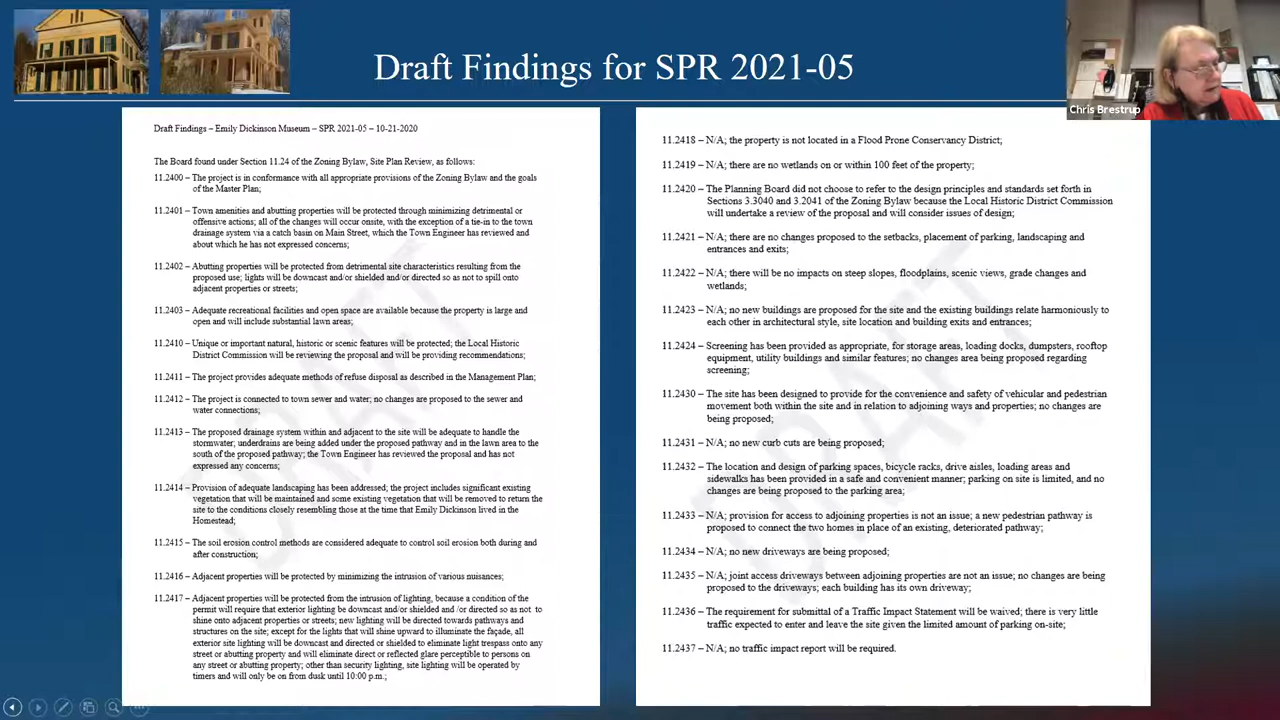 Draft Findings for SPR 2021-05
Chris Brestrup
Draft Findings – Emily Dickinson Museum – SPR 2021-05 – 10-21-2020
The Board found under Section 11.24 of the Zoning Bylaw, Site Plan Review, as follows:
11.2400 – The project is in conformance with all appropriate provisions of the Zoning Bylaw and the goals
of the Master Plan;
11.2401 – Town amenities and abutting properties will be protected through minimizing detrimental or
offensive actions; all of the changes will occur onsite, with the exception of a tie-in to the town
drainage system via a catch basin on Main Street, which the Town Engineer has reviewed and
about which he has not expressed concerns;
11.2402 – Abutting properties will be protected from detrimental site characteristics resulting from the
proposed use; lights will be downcast and/or shielded and/or directed so as not to spill onto
adjacent properties or streets;
11.2403 – Adequate recreational facilities and open space are available because the property is large and
open and will include substantial lawn areas;
11.2410 – Unique or important natural, historic or scenic features will be protected; the Local Historic
District Commission will be reviewing the proposal and will be providing recommendations;
11.2411 – The project provides adequate methods of refuse disposal as described in the Management Plan;
11.2412 – The project is connected to town sewer and water; no changes are proposed to the sewer and
water connections;
11.2413 – The proposed drainage system within and adjacent to the site will be adequate to handle the
stormwater; underdrains are being added under the proposed pathway and in the lawn area to the
south of the proposed pathway; the Town Engineer has reviewed the proposal and has not
expressed any concerns;
11.2414 – Provision of adequate landscaping has been addressed; the project includes significant existing
vegetation that will be maintained and some existing vegetation that will be removed to return the
site to the conditions closely resembling those at the time that Emily Dickinson lived in the
Homestead;
11.2415 – The soil erosion control methods are considered adequate to control soil erosion both during and
after construction;
11.2416 – Adjacent properties will be protected by minimizing the intrusion of various nuisances;
11.2417 – Adjacent properties will be protected from the intrusion of lighting, because a condition of the
permit will require that exterior lighting be downcast and/or shielded and /or directed so as not to
shine onto adjacent properties or streets; new lighting will be directed towards pathways and
structures on the site; except for the lights that will shine upward to illuminate the façade, all
exterior site lighting will be downcast and directed or shielded to eliminate light trespass onto any
street or abutting property and will eliminate direct or reflected glare perceptible to persons on
any street or abutting property; other than security lighting, site lighting will be operated by
timers and will only be on from dusk until 10:00 p.m.;
11.2418 – N/A; the property is not located in a Flood Prone Conservancy District;
11.2419 – N/A; there are no wetlands on or within 100 feet of the property;
11.2420 – The Planning Board did not choose to refer to the design principles and standards set forth in
Sections 3.3040 and 3.2041 of the Zoning Bylaw because the Local Historic District Commission
will undertake a review of the proposal and will consider issues of design;
11.2421 – N/A; there are no changes proposed to the setbacks, placement of parking, landscaping and
entrances and exits;
11.2422 – N/A; there will be no impacts on steep slopes, floodplains, scenic views, grade changes and
wetlands;
11.2423 – N/A; no new buildings are proposed for the site and the existing buildings relate harmoniously to
each other in architectural style, site location and building exits and entrances;
11.2424 – Screening has been provided as appropriate, for storage areas, loading docks, dumpsters, rooftop
equipment, utility buildings and similar features; no changes area being proposed regarding
screening;
11.2430 – The site has been designed to provide for the convenience and safety of vehicular and pedestrian
movement both within the site and in relation to adjoining ways and properties; no changes are
being proposed;
11.2431 – N/A; no new curb cuts are being proposed;
11.2432 – The location and design of parking spaces, bicycle racks, drive aisles, loading areas and
sidewalks has been provided in a safe and convenient manner; parking on site is limited, and no
changes are being proposed to the parking area;
11.2433 – N/A; provision for access to adjoining properties is not an issue; a new pedestrian pathway is
proposed to connect the two homes in place of an existing, deteriorated pathway;
11.2434 – N/A; no new driveways are being proposed;
11.2435 – N/A; joint access driveways between adjoining properties are not an issue; no changes are being
proposed to the driveways; each building has its own driveway;
11.2436 – The requirement for submittal of a Traffic Impact Statement will be waived; there is very little
traffic expected to enter and leave the site given the limited amount of parking on-site;
11.2437 – N/A; no traffic impact report will be required.
DRAFT
DRAFT